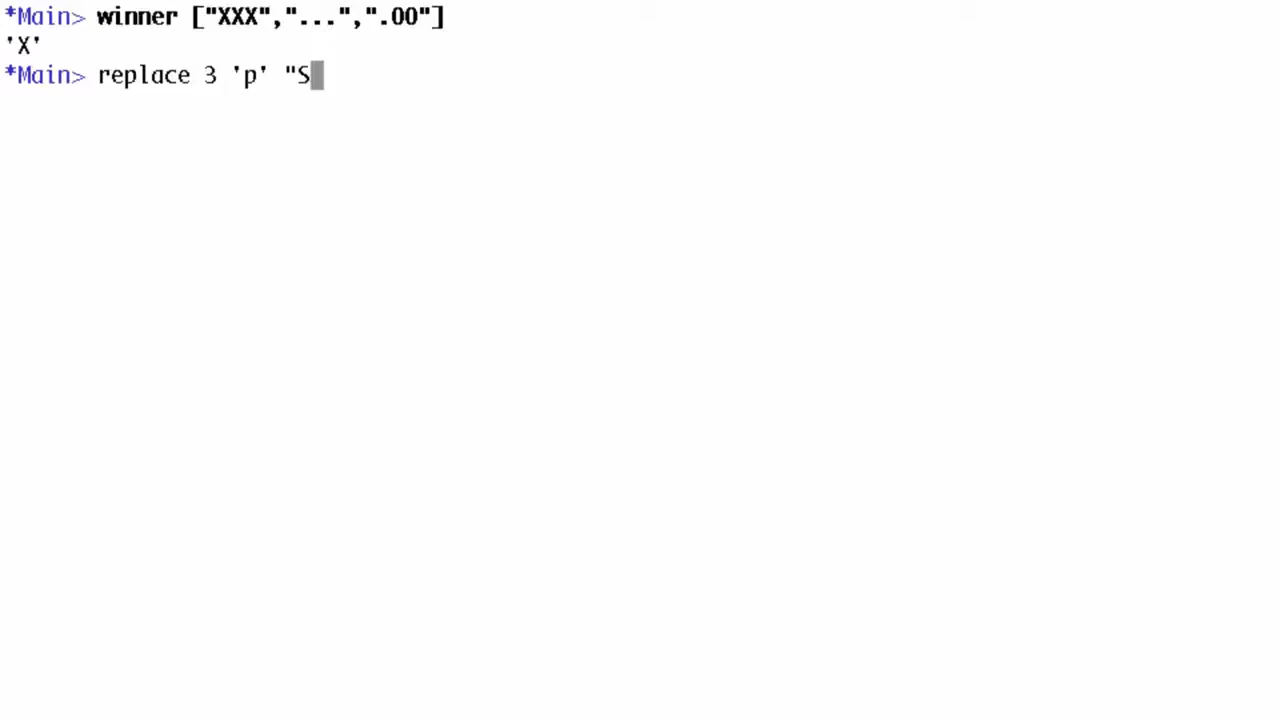 *Main> winner ["XXX","...",".OO"]
'X'
*Main> replace 3 'p' "S